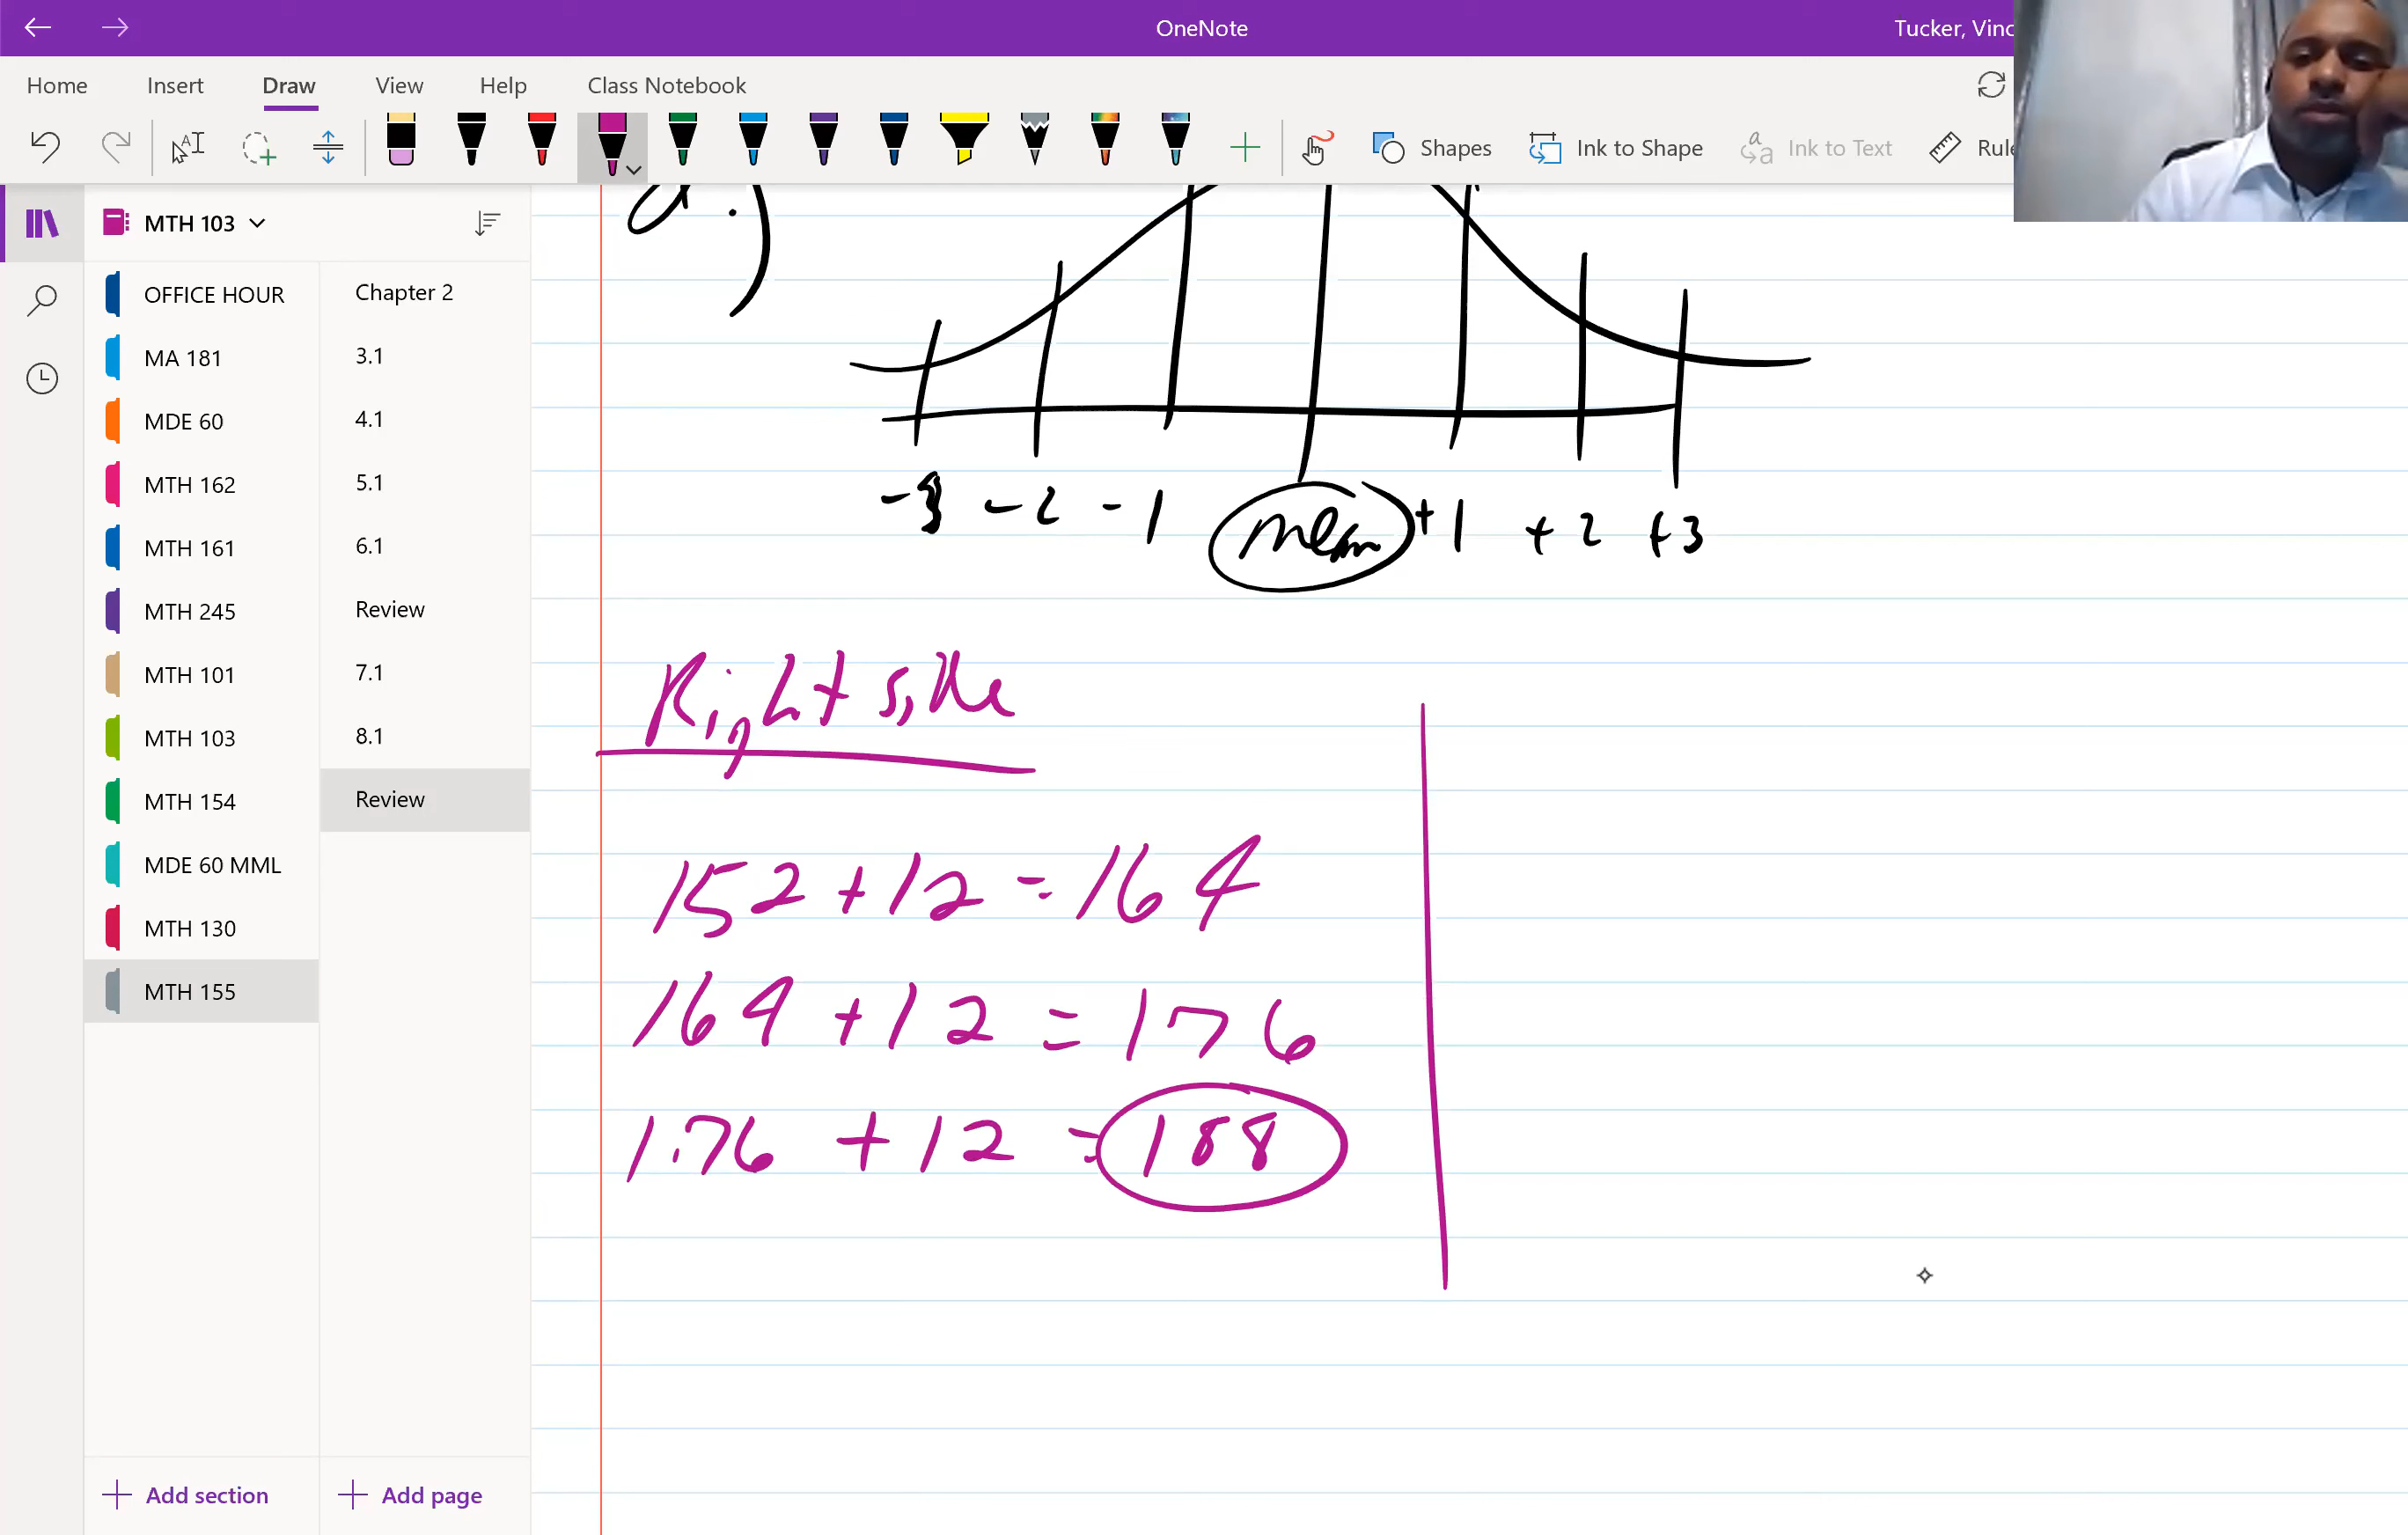 OneNote
Tucker, Vinc
Home Insert Draw View Help Class Notebook
Shapes Ink to Shape Ink to Text Rule
MTH 103
OFFICE HOUR
MA 181
MDE 60
MTH 162
MTH 161
MTH 245
MTH 101
MTH 103
MTH 154
MDE 60 MML
MTH 130
MTH 155
Add section
Chapter 2
3.1
4.1
5.1
6.1
Review
7.1
8.1
Review
Add page
-3 -2 -1 mean +1 +2 +3
Right side
152 + 12 = 164
164 + 12 = 176
176 + 12 = 188